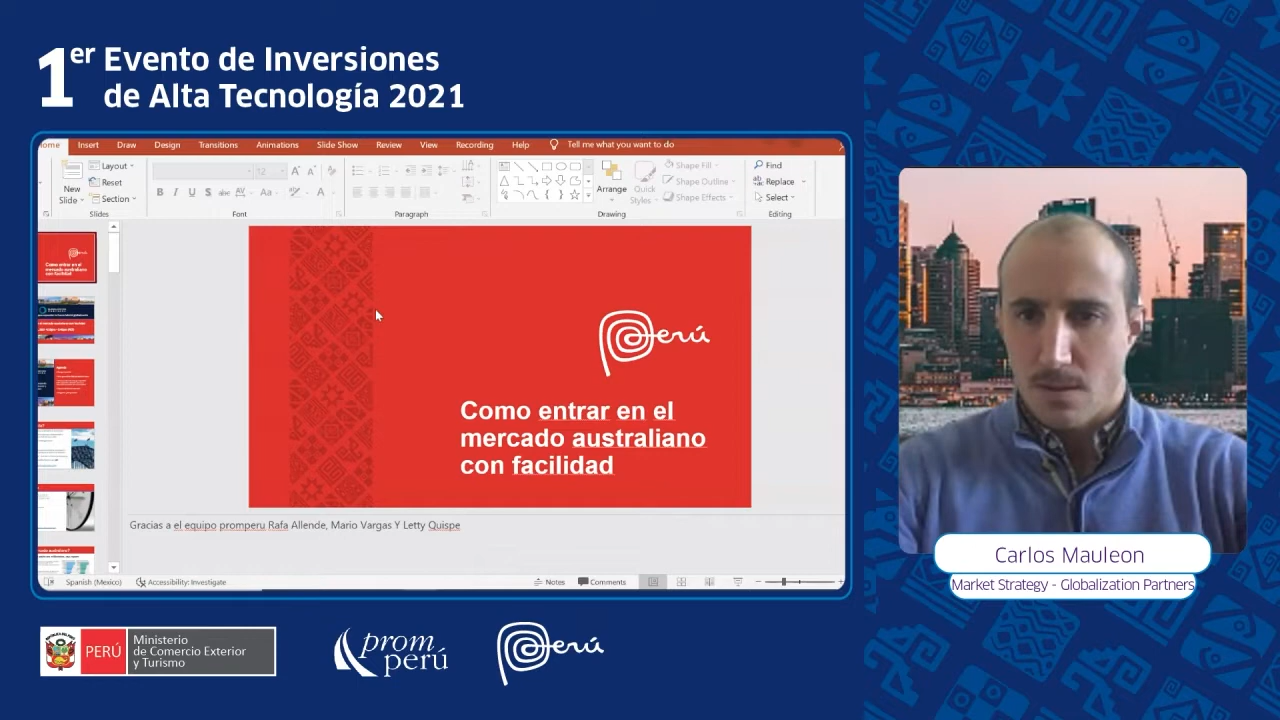 1er Evento de Inversiones
de Alta Tecnología 2021
Insert Draw Design Transitions Animations Slide Show Review View Recording Help Tell me what you want to do
New
Slide
Layout
Reset
Section
Slides
12
B I U S abc AV Aa A
Font
Paragraph
Arrange
Quick
Styles
Shape Fill
Shape Outline
Shape Effects
Drawing
Find
Replace
Select
Editing
Perú
Como entrar en el
mercado australiano
con facilidad
Gracias a el equipo promperu Rafa Allende, Mario Vargas Y Letty Quispe
Spanish (Mexico) Accessibility: Investigate Notes Comments
Carlos Mauleon
Market Strategy - Globalization Partners
PERÚ
Ministerio
de Comercio Exterior
y Turismo
prom
perú
Perú